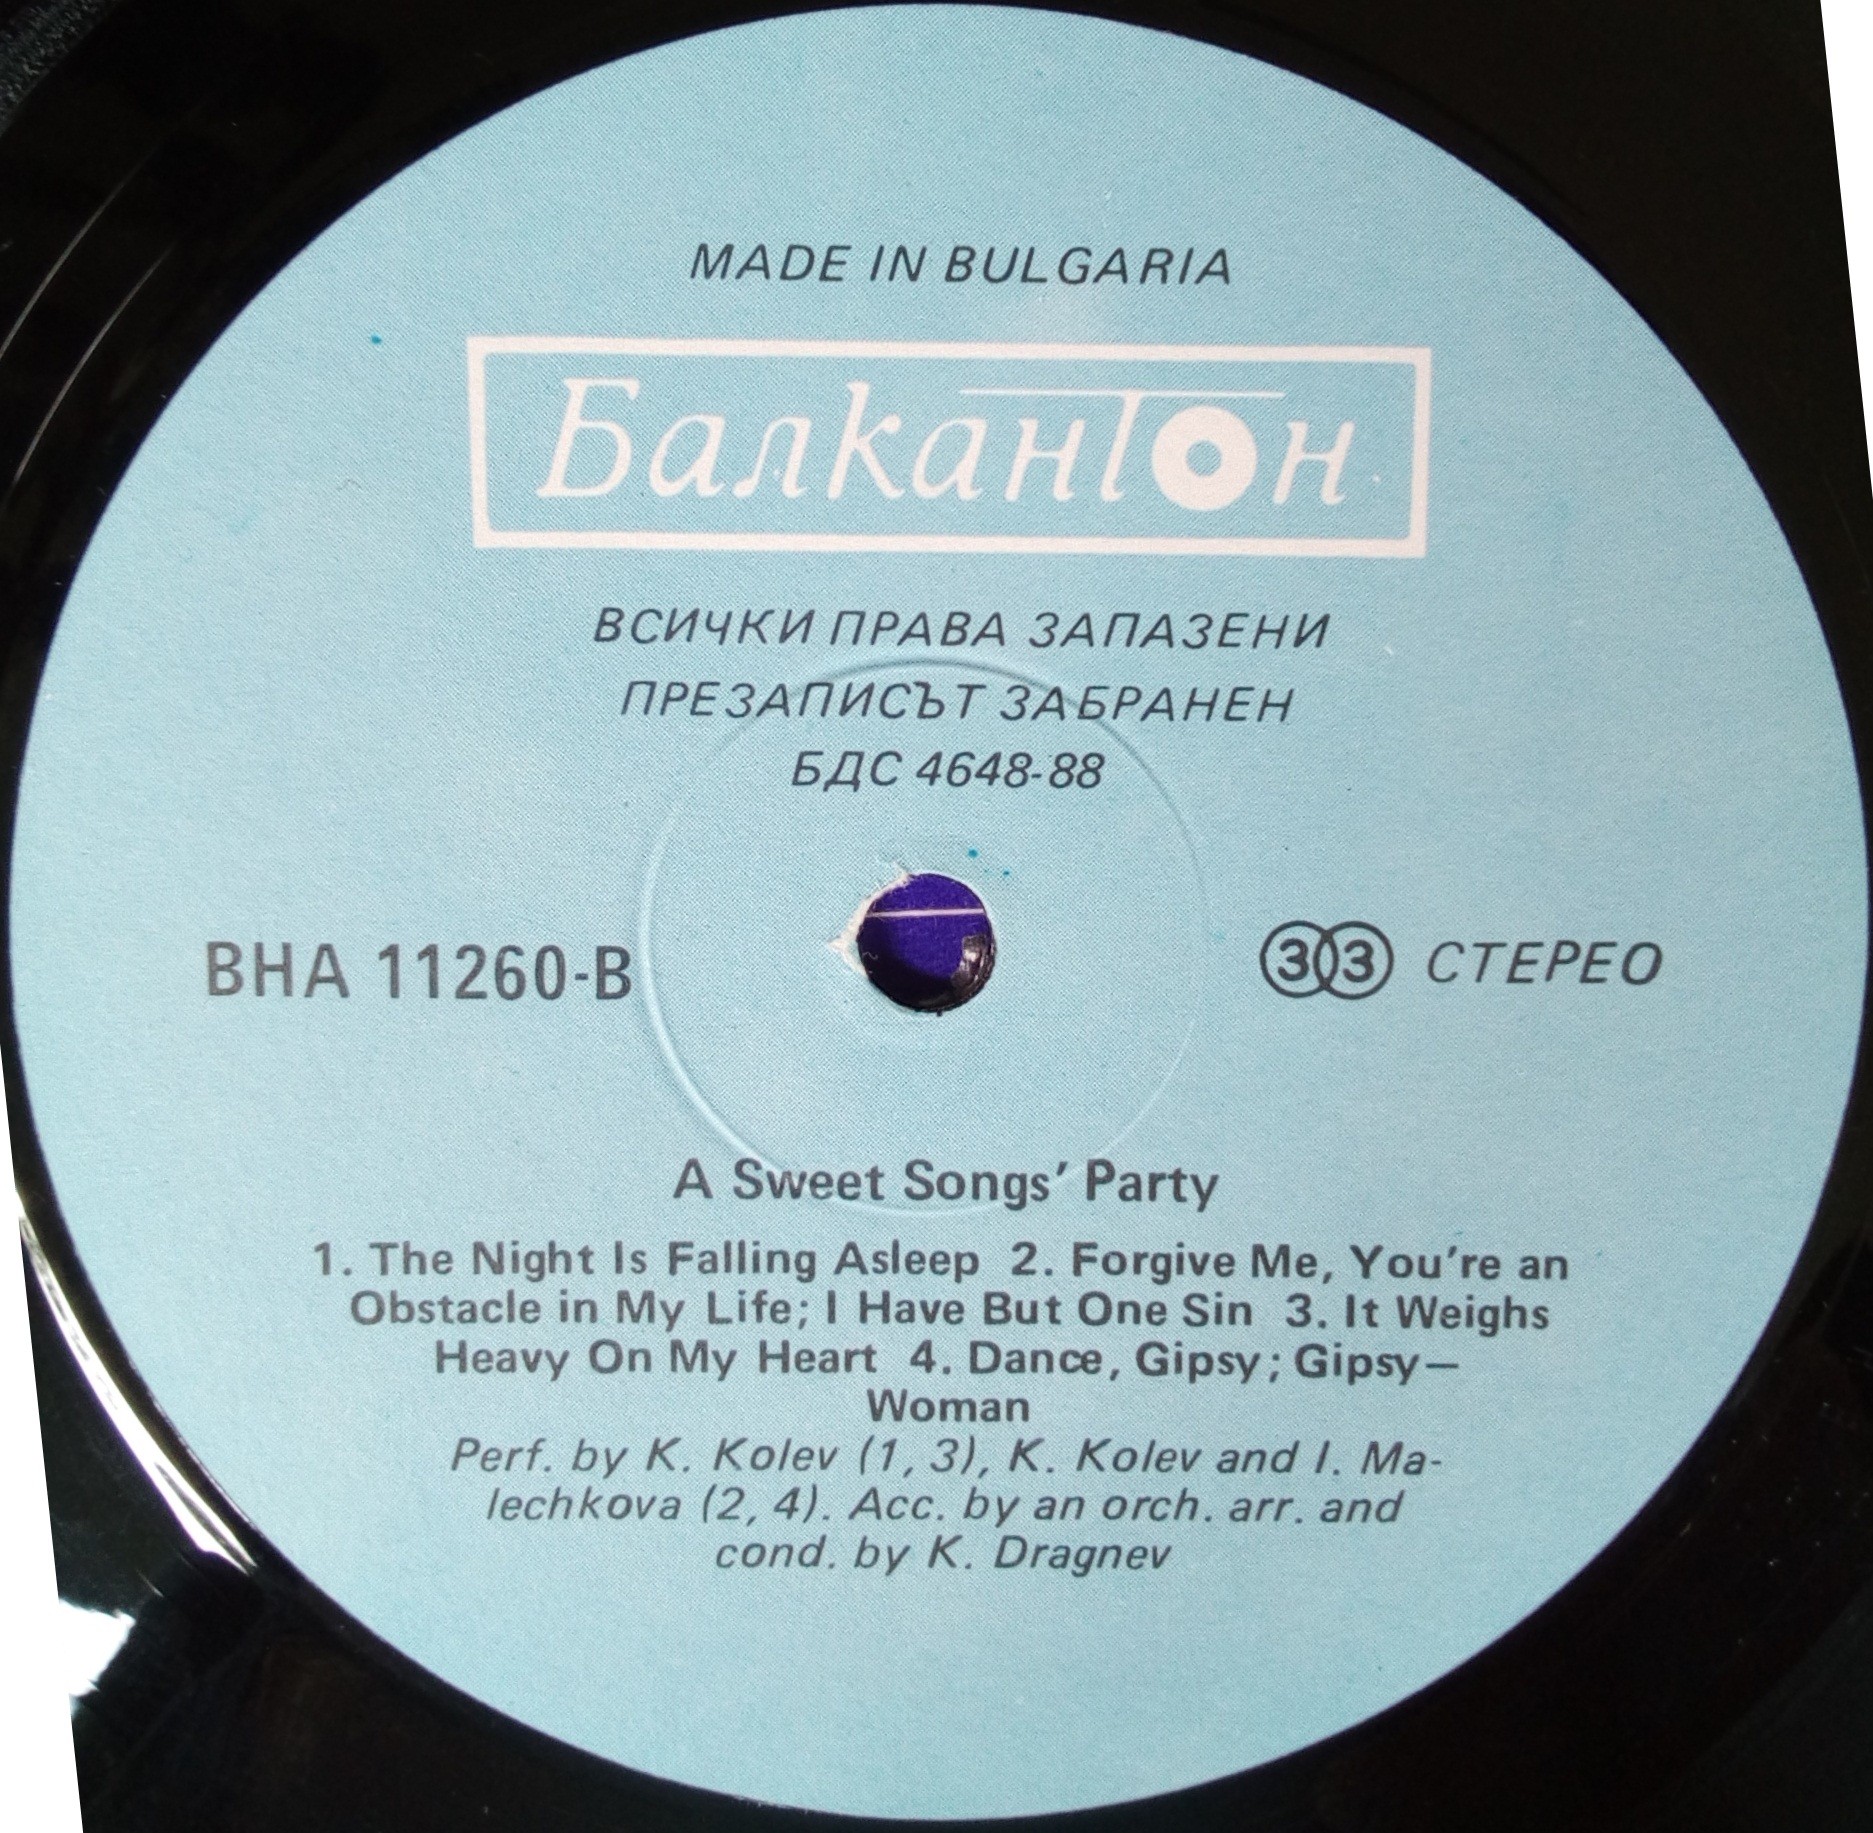 MADE IN BULGARIA
Балкантон
ВСИЧКИ ПРАВА ЗАПАЗЕНИ
ПРЕЗАПИСЪТ ЗАБРАНЕН
БДС 4648-88
ВНА 11260-В
33 СТЕРЕО
A Sweet Songs’ Party
1. The Night Is Falling Asleep 2. Forgive Me, You're an
Obstacle in My Life; I Have But One Sin 3. It Weighs
Heavy On My Heart 4. Dance, Gipsy; Gipsy—
Woman
Perf. by K. Kolev (1, 3), K. Kolev and I. Ma-
lechkova (2, 4). Acc. by an orch. arr. and
cond. by K. Dragnev